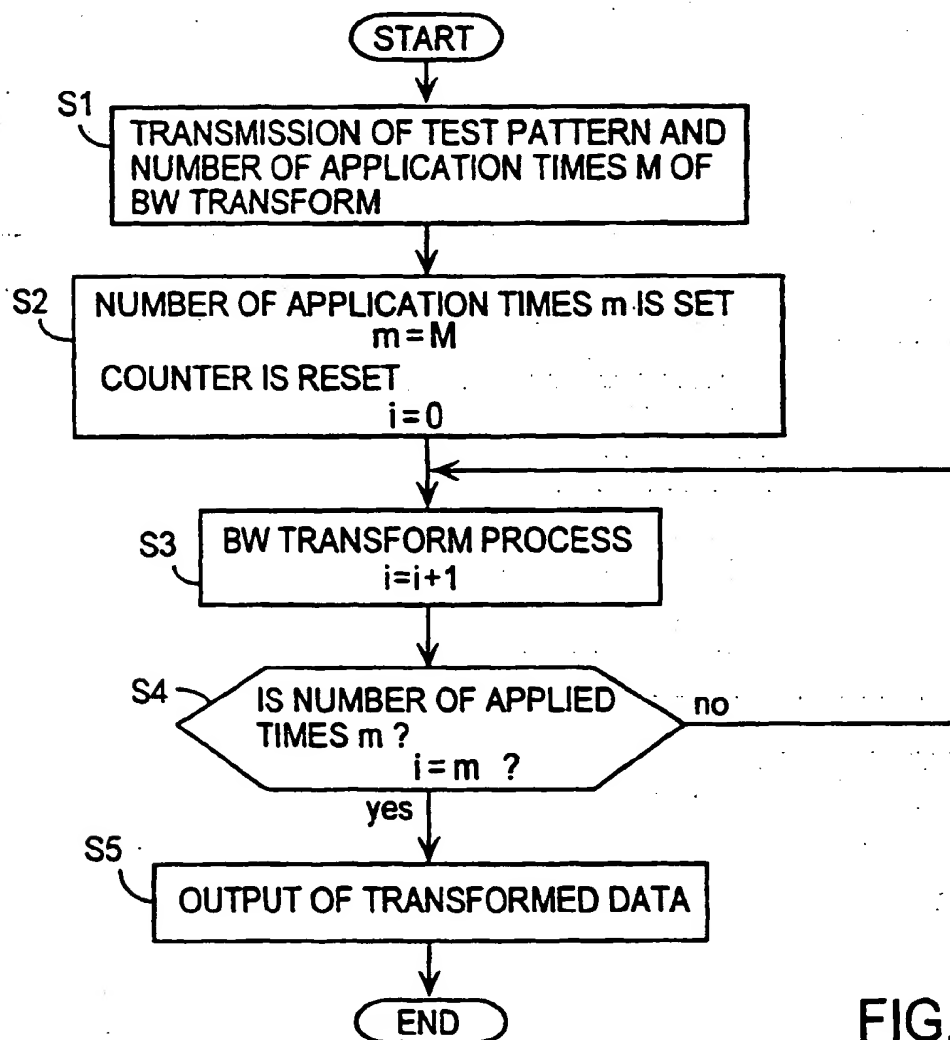 START
S1
TRANSMISSION OF TEST PATTERN AND
NUMBER OF APPLICATION TIMES M OF
BW TRANSFORM
S2
NUMBER OF APPLICATION TIMES m IS SET
m=M
COUNTER IS RESET
i=0
S3
BW TRANSFORM PROCESS
i=i+1
S4
IS NUMBER OF APPLIED
TIMES m ?
i=m ?
no
yes
S5
OUTPUT OF TRANSFORMED DATA
END
FIG.